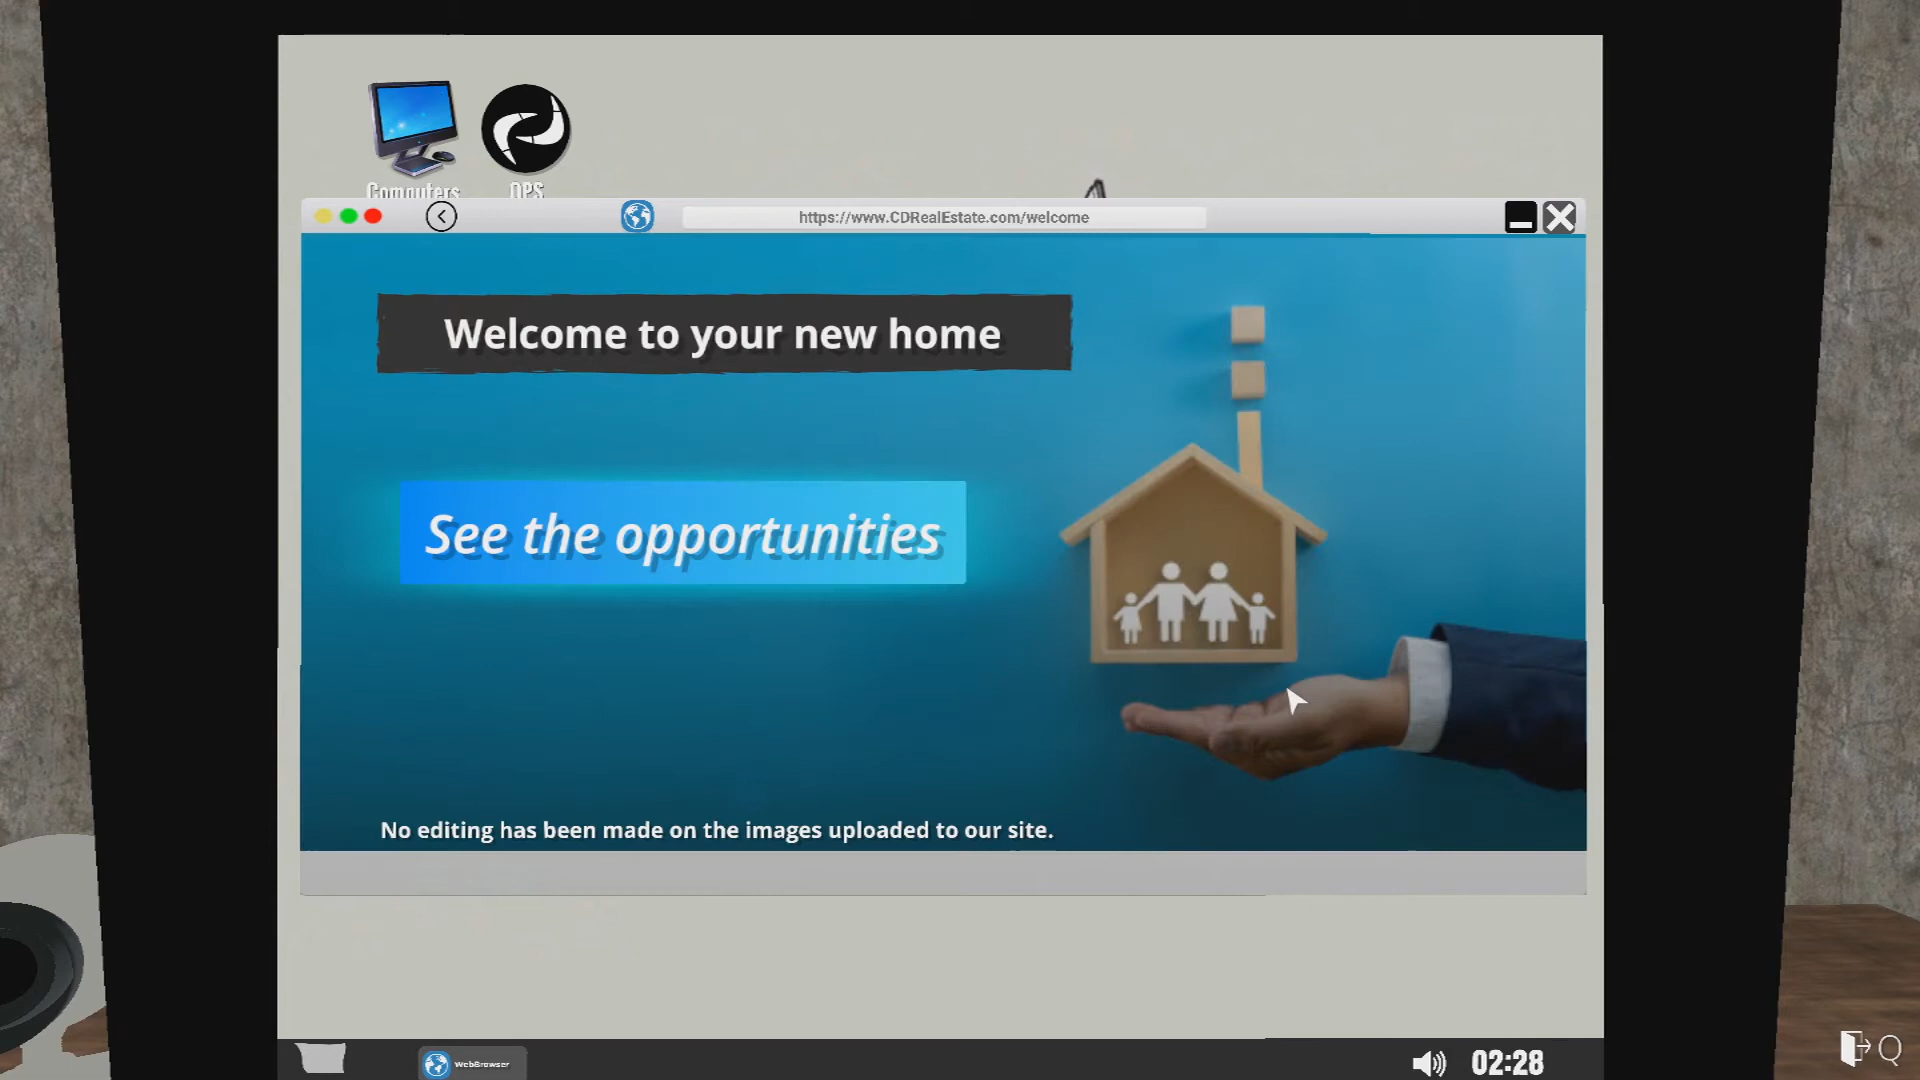 Computers
OPS
https://www.CDRealEstate.com/welcome
Welcome to your new home
See the opportunities
No editing has been made on the images uploaded to our site.
WebBrowser
02:28
Q